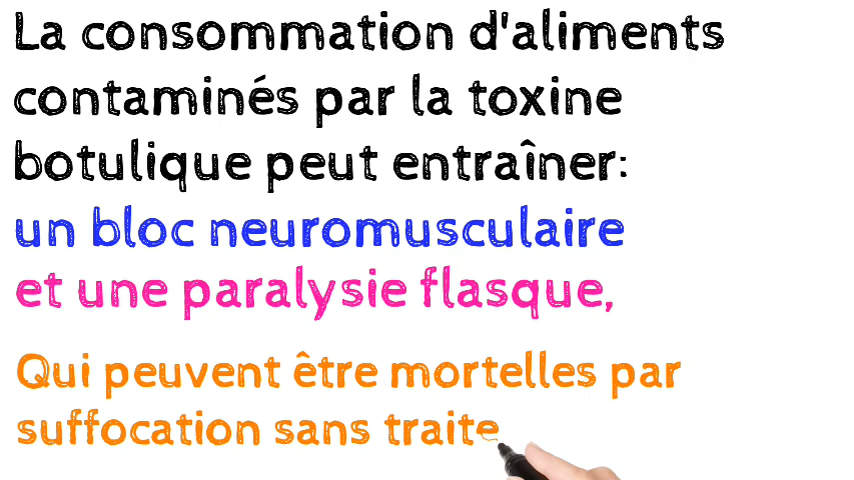 La consommation d'aliments
contaminés par la toxine
botulique peut entraîner:
un bloc neuromusculaire
et une paralysie flasque,
Qui peuvent être mortelles par
suffocation sans traite